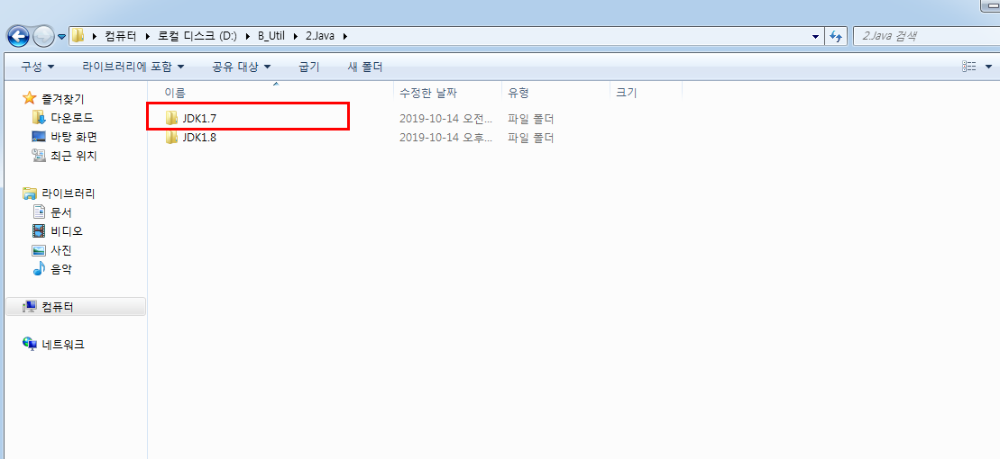 컴퓨터 로컬 디스크 (D:) B_Util 2.Java 2.Java 검색
구성 라이브러리에 포함 공유 대상 굽기 새 폴더
이름 수정한 날짜 유형 크기
즐겨찾기
다운로드
바탕 화면
최근 위치
라이브러리
문서
비디오
사진
음악
컴퓨터
네트워크
JDK1.7 2019-10-14 오전... 파일 폴더
JDK1.8 2019-10-14 오후... 파일 폴더